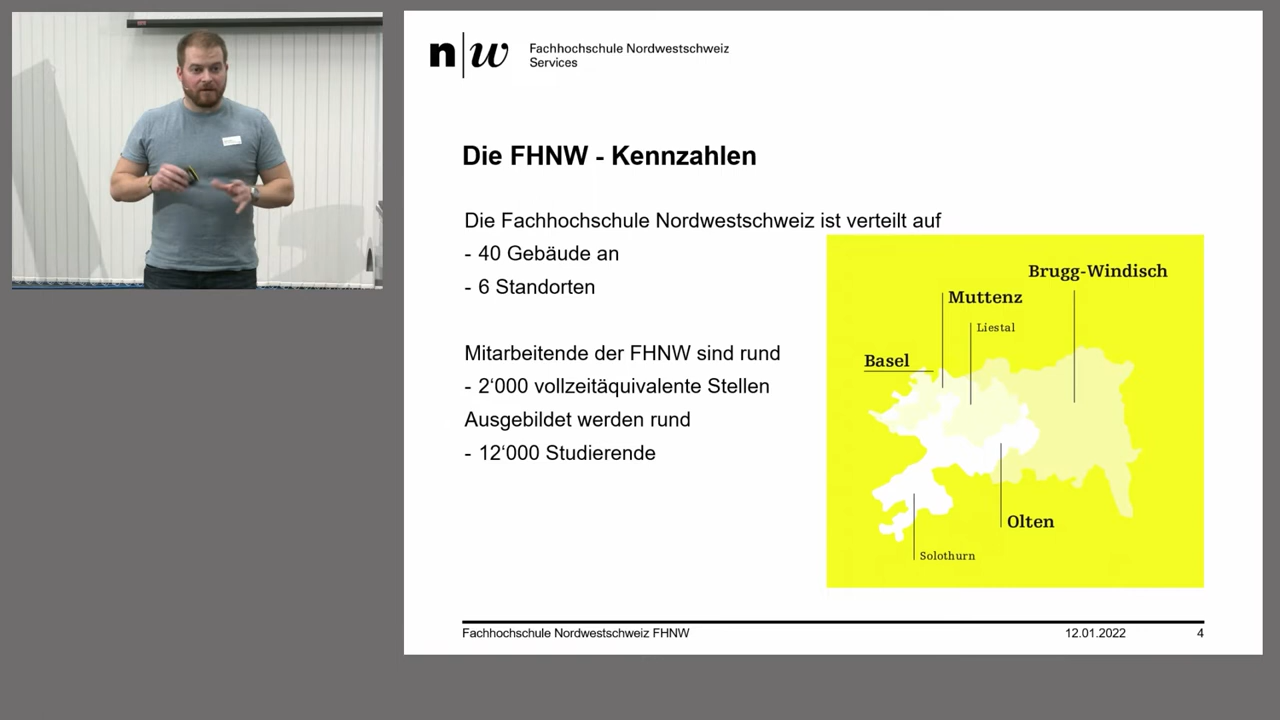 n|w
Fachhochschule Nordwestschweiz
Services
Die FHNW - Kennzahlen
Die Fachhochschule Nordwestschweiz ist verteilt auf
- 40 Gebäude an
- 6 Standorten
Mitarbeitende der FHNW sind rund
- 2‘000 vollzeitäquivalente Stellen
Ausgebildet werden rund
- 12‘000 Studierende
Brugg-Windisch
Muttenz
Liestal
Basel
Olten
Solothurn
Fachhochschule Nordwestschweiz FHNW
12.01.2022
4